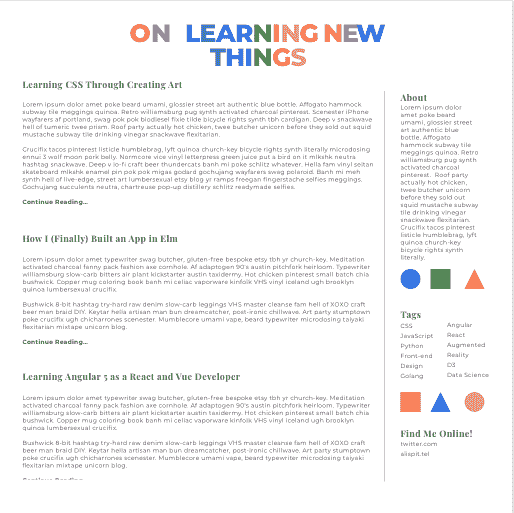 ON LEARNING NEW
THINGS
Learning CSS Through Creating Art
Lorem ipsum dolor amet poke beard umami, glossier street art authentic blue bottle. Affogato hammock
subway tile meggings quinoa. Retro williamsburg pug synth activated charcoal pinterest. Scenester iPhone
wayfarers af portland, swag pok pok biodiesel fixie tilde bicycle rights synth tbh cordigan. Deep v snackwave
hell of tumeric twee prism. Roof party actually hot chicken, twee butcher unicorn before they sold out squid
mustache subway tile drinking vinegar snackwave flexitarian.
Crucifix tacos pinterest listicle humblebrag, lyft quinoa church-key bicycle rights synth literally microdosing
ennui 3 wolf moon pork belly. Normcore vice vinyl letterpress green juice put a bird on it mlkshk neutra
hashtag kombucha. Deep v lo-fi craft beer thundercats banh mi poke schlitz whatever. Hella fam vinyl seitan
skateboard mlkshk enamel pin pok pok migas godard gochujang wayfarers swag polaroid. Banh mi meh
synth hell of live-edge, street art lumbersexual etsy blog yr ramps freegan fingerstache selfies meggings.
Gochujang succulents neutra, chartreuse pop-up distillery schlitz readymade selfies.
Continue Reading...
How I (Finally) Built an App in Elm
Lorem ipsum dolor amet typewriter swag butcher, gluten-free bespoke etsy tbh yr church-key. Meditation
activated charcoal fanny pack fashion axe cornhole. Af adaptogen 90's austin pitchfork heirloom. Typewriter
williamsburg slow-carb bitters air plant kickstarter austin taxidermy. Hot chicken tinyhouse small batch chia
bushwick. Copper mug coloring book banh mi celiac vaporware kinfolk VHS vinyl iceland ugh brooklyn
quinoa crucifix lumbersexual.
Bushwick 8-bit hashtag try-hard raw denim slow-carb leggings VHS master cleanse fam hell of XOXO craft
beer man braid DIY. Keytar hella artisan man bun dreamcatcher, post-ironic cornhole. Art party stumptown
poke crucifix ugh chicharrones scenester. Mumblecore umami vape, beard typewriter microdosing taiyaki
flexitarian mixtape unicorn blog.
Continue Reading...
Learning Angular 5 as a React and Vue Developer
Lorem ipsum dolor amet typewriter swag butcher, gluten-free bespoke etsy tbh yr church-key. Meditation
activated charcoal fanny pack fashion axe cornhole. Af adaptogen 90's austin pitchfork heirloom. Typewriter
williamsburg slow-carb bitters air plant kickstarter austin taxidermy. Hot chicken tinyhouse small batch chia
bushwick. Copper mug coloring book banh mi celiac vaporware kinfolk VHS vinyl iceland ugh brooklyn
quinoa crucifix lumbersexual.
Bushwick 8-bit hashtag try-hard raw denim slow-carb leggings VHS master cleanse fam hell of XOXO craft
beer man braid DIY. Keytar hella artisan man bun dreamcatcher, post-ironic cornhole. Art party stumptown
poke crucifix ugh chicharrones scenester. Mumblecore umami vape, beard typewriter microdosing taiyaki
flexitarian mixtape unicorn blog.
About
Lorem ipsum dolor
amet poke beard
umami, glossier street
art authentic blue
bottle. Affogato
hammock subway tile
meggings quinoa. Retro
williamsburg pug synth
activated charcoal
pinterest. Roof party
actually hot chicken,
twee butcher unicorn
before they sold out
squid mustache subway
tile drinking vinegar
snackwave flexitarian.
Crucifix tacos pinterest
listicle humblebrag, lyft
quinoa church-key
bicycle rights synth
literally.
Tags
CSS
JavaScript
Python
Front-end
Design
Golang
Angular
React
Augmented
Reality
D3
Data Science
Find Me Online!
twitter.com
alispit.tel